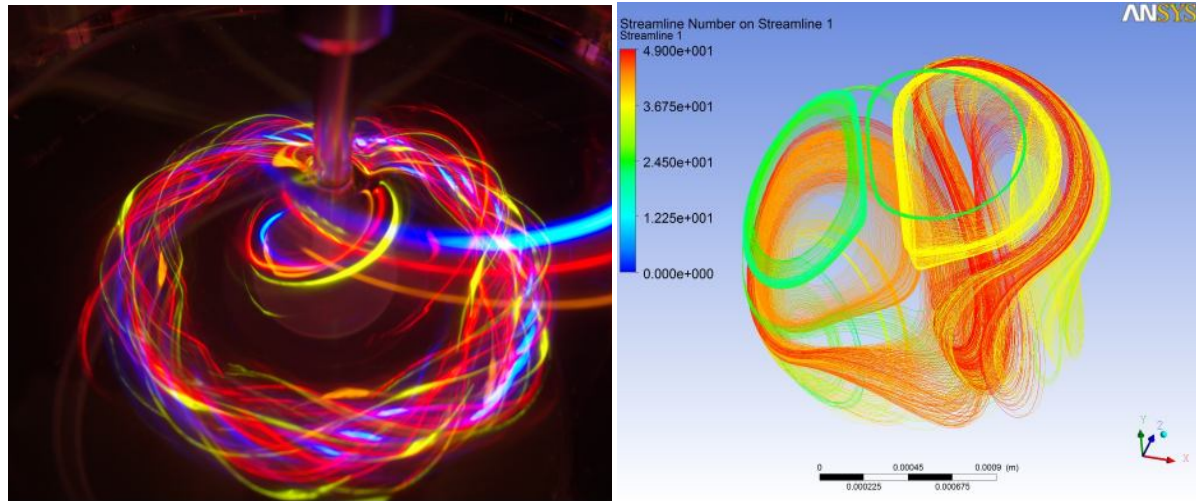 ANSYS
Streamline Number on Streamline 1
Streamline 1
4.900e+001
3.675e+001
2.450e+001
1.225e+001
0.000e+000
Y
Z
X
0 0.00045 0.0009 (m)
0.000225 0.000675